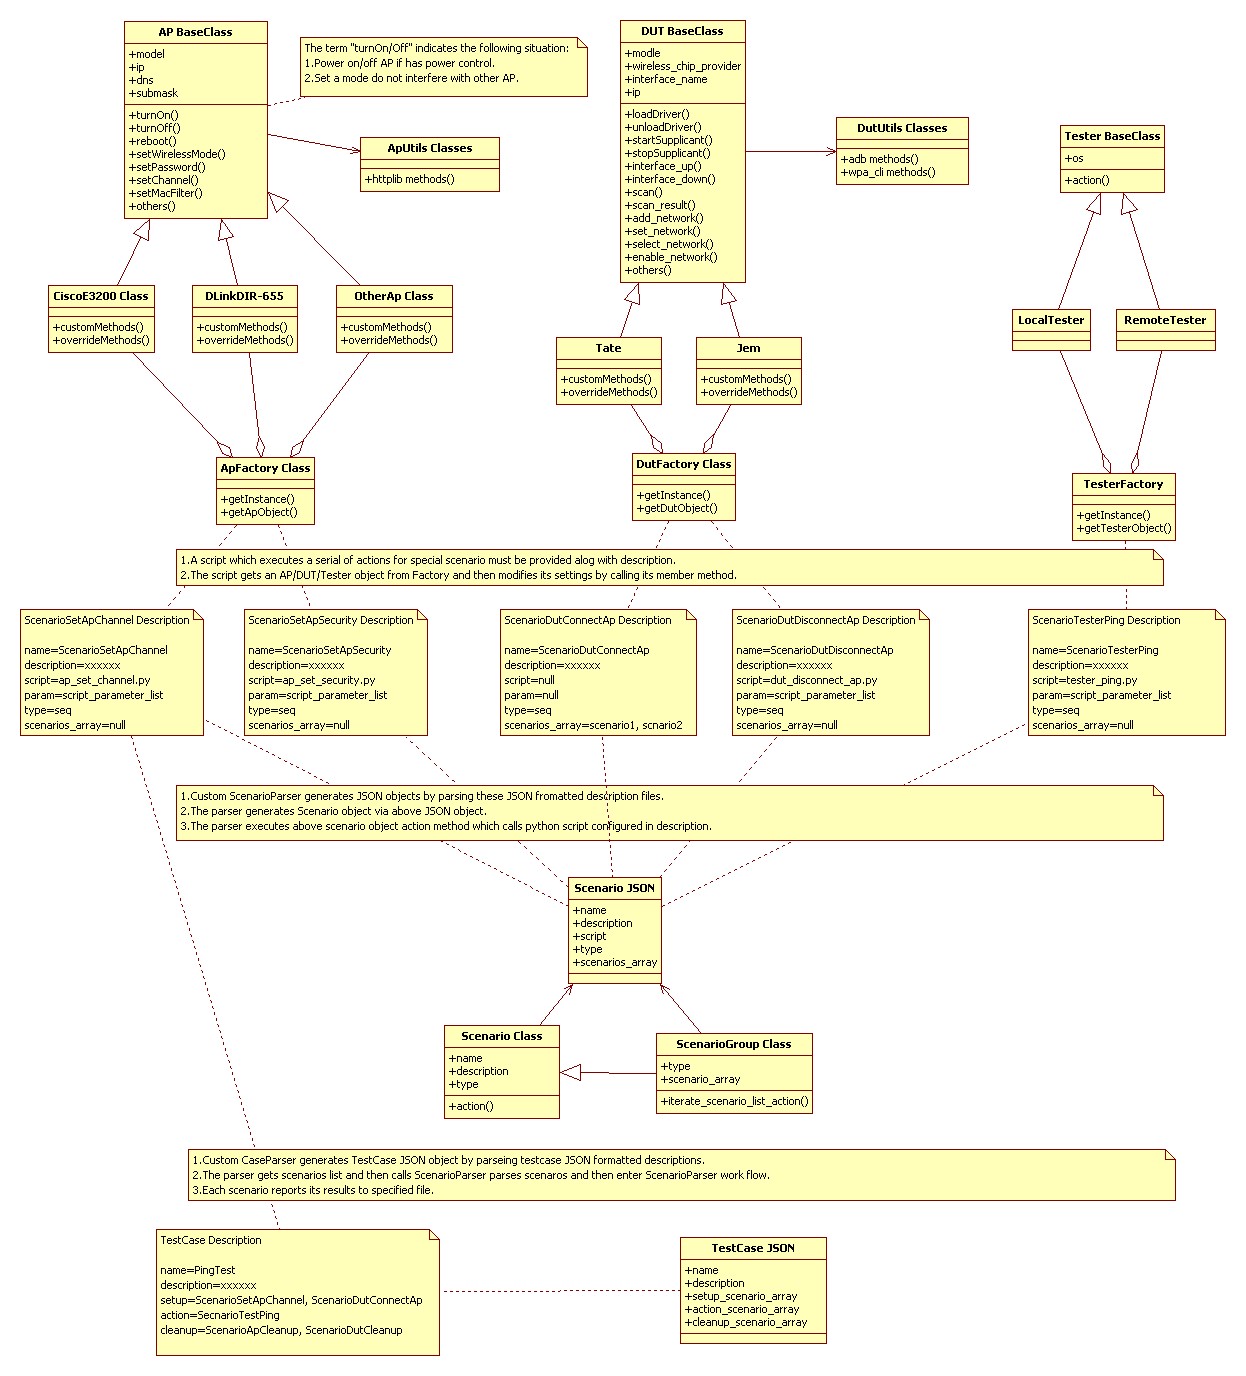 AP BaseClass
+model
+ip
+dns
+submask
+turnOn()
+turnOff()
+reboot()
+setWirelessMode()
+setPassword()
+setChannel()
+setMacFilter()
+others()
The term "turnOn/Off" indicates the following situation:
1.Power on/off AP if has power control.
2.Set a mode do not interfere with other AP.
ApUtils Classes
+httplib methods()
DUT BaseClass
+modle
+wireless_chip_provider
+interface_name
+ip
+loadDriver()
+unloadDriver()
+startSupplicant()
+stopSupplicant()
+interface_up()
+interface_down()
+scan()
+scan_result()
+add_network()
+set_network()
+select_network()
+enable_network()
+others()
DutUtils Classes
+adb methods()
+wpa_cli methods()
Tester BaseClass
+os
+action()
CiscoE3200 Class
+customMethods()
+overrideMethods()
DLinkDIR-655
+customMethods()
+overrideMethods()
OtherAp Class
+customMethods()
+overrideMethods()
Tate
+customMethods()
+overrideMethods()
Jem
+customMethods()
+overrideMethods()
LocalTester
RemoteTester
ApFactory Class
+getInstance()
+getApObject()
DutFactory Class
+getInstance()
+getDutObject()
TesterFactory
+getInstance()
+getTesterObject()
1.A script which executes a serial of actions for special scenario must be provided alog with description.
2.The script gets an AP/DUT/Tester object from Factory and then modifies its settings by calling its member method.
ScenarioSetApChannel Description
name=ScenarioSetApChannel
description=xxxxxx
script=ap_set_channel.py
param=script_parameter_list
type=seq
scenarios_array=null
ScenarioSetApSecurity Description
name=ScenarioSetApSecurity
description=xxxxxx
script=ap_set_security.py
param=script_parameter_list
type=seq
scenarios_array=null
ScenarioDutConnectAp Description
name=ScenarioDutConnectAp
description=xxxxxx
script=null
param=null
type=seq
scenarios_array=scenario1, scnario2
ScenarioDutDisconnectAp Description
name=ScenarioDutDisconnectAp
description=xxxxxx
script=dut_disconnect_ap.py
param=script_parameter_list
type=seq
scenarios_array=null
ScenarioTesterPing Description
name=ScenarioTesterPing
description=xxxxxx
script=tester_ping.py
param=script_parameter_list
type=seq
scenarios_array=null
1.Custom ScenarioParser generates JSON objects by parsing these JSON fromatted description files.
2.The parser generates Scenario object via above JSON object.
3.The parser executes above scenario object action method which calls python script configured in description.
Scenario JSON
+name
+description
+script
+type
+scenarios_array
Scenario Class
+name
+description
+type
+action()
ScenarioGroup Class
+type
+scenario_array
+iterate_scenario_list_action()
1.Custom CaseParser generates TestCase JSON object by parseing testcase JSON formatted descriptions.
2.The parser gets scenarios list and then calls ScenarioParser parses scenaros and then enter ScenarioParser work flow.
3.Each scenario reports its results to specified file.
TestCase Description
name=PingTest
description=xxxxxx
setup=ScenarioSetApChannel, ScenarioDutConnectAp
action=SecnarioTestPing
cleanup=ScenarioApCleanup, ScenarioDutCleanup
TestCase JSON
+name
+description
+setup_scenario_array
+action_scenario_array
+cleanup_scenario_array